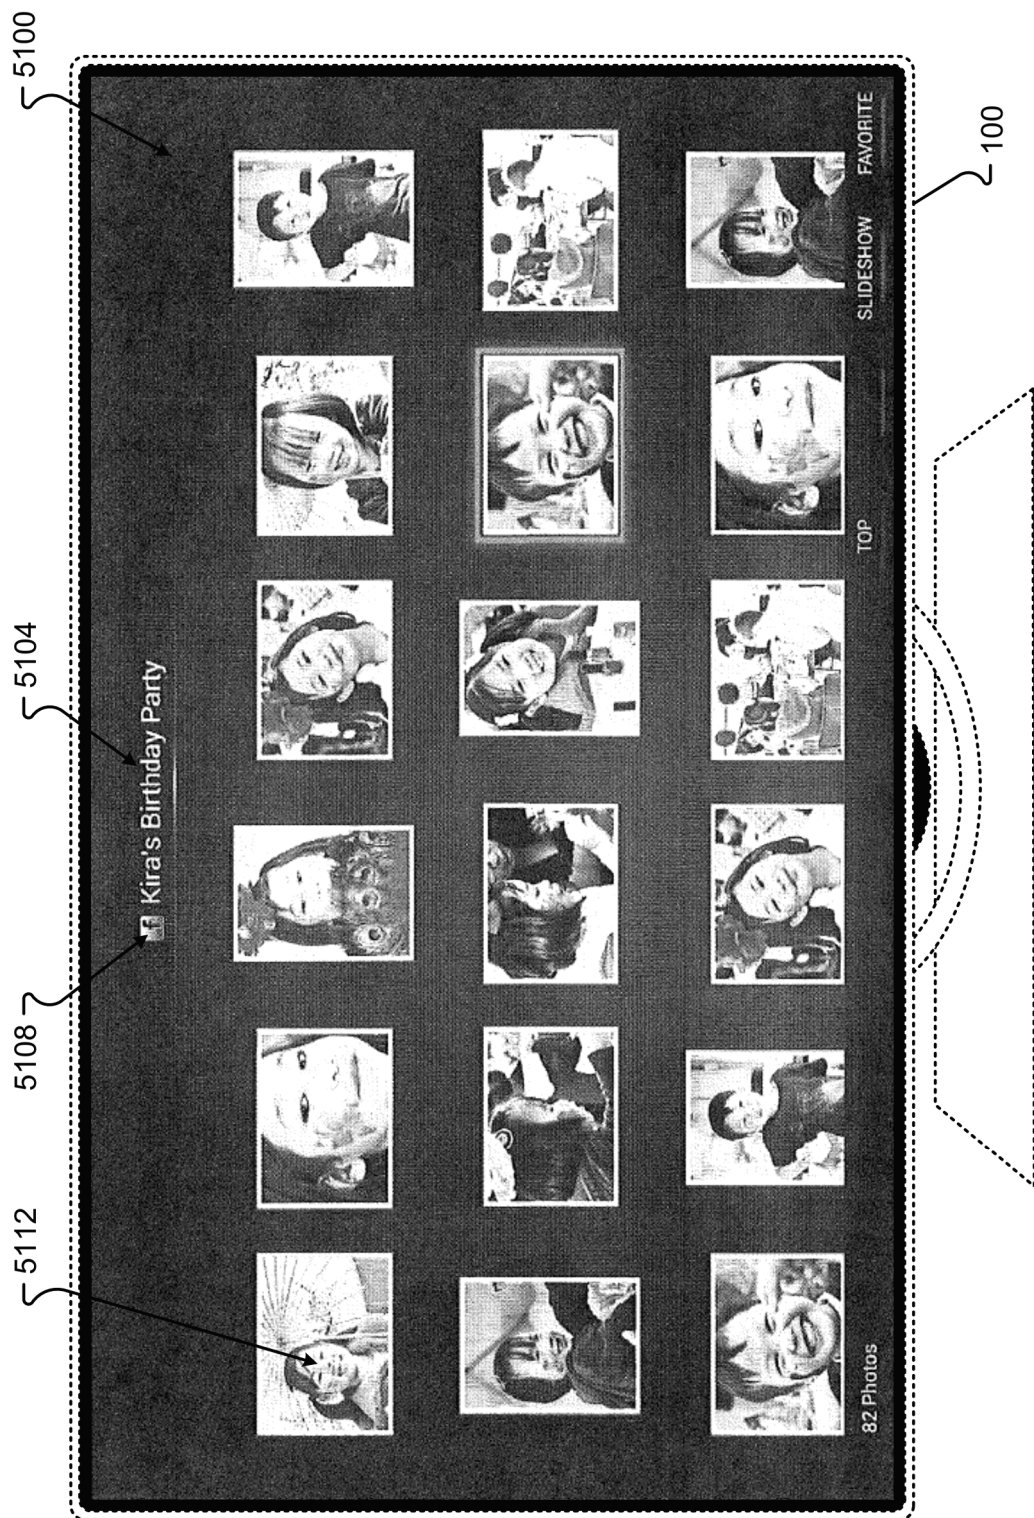 5100
5104
5108
5112
100
f Kira's Birthday Party
82 Photos
TOP
SLIDESHOW
FAVORITE